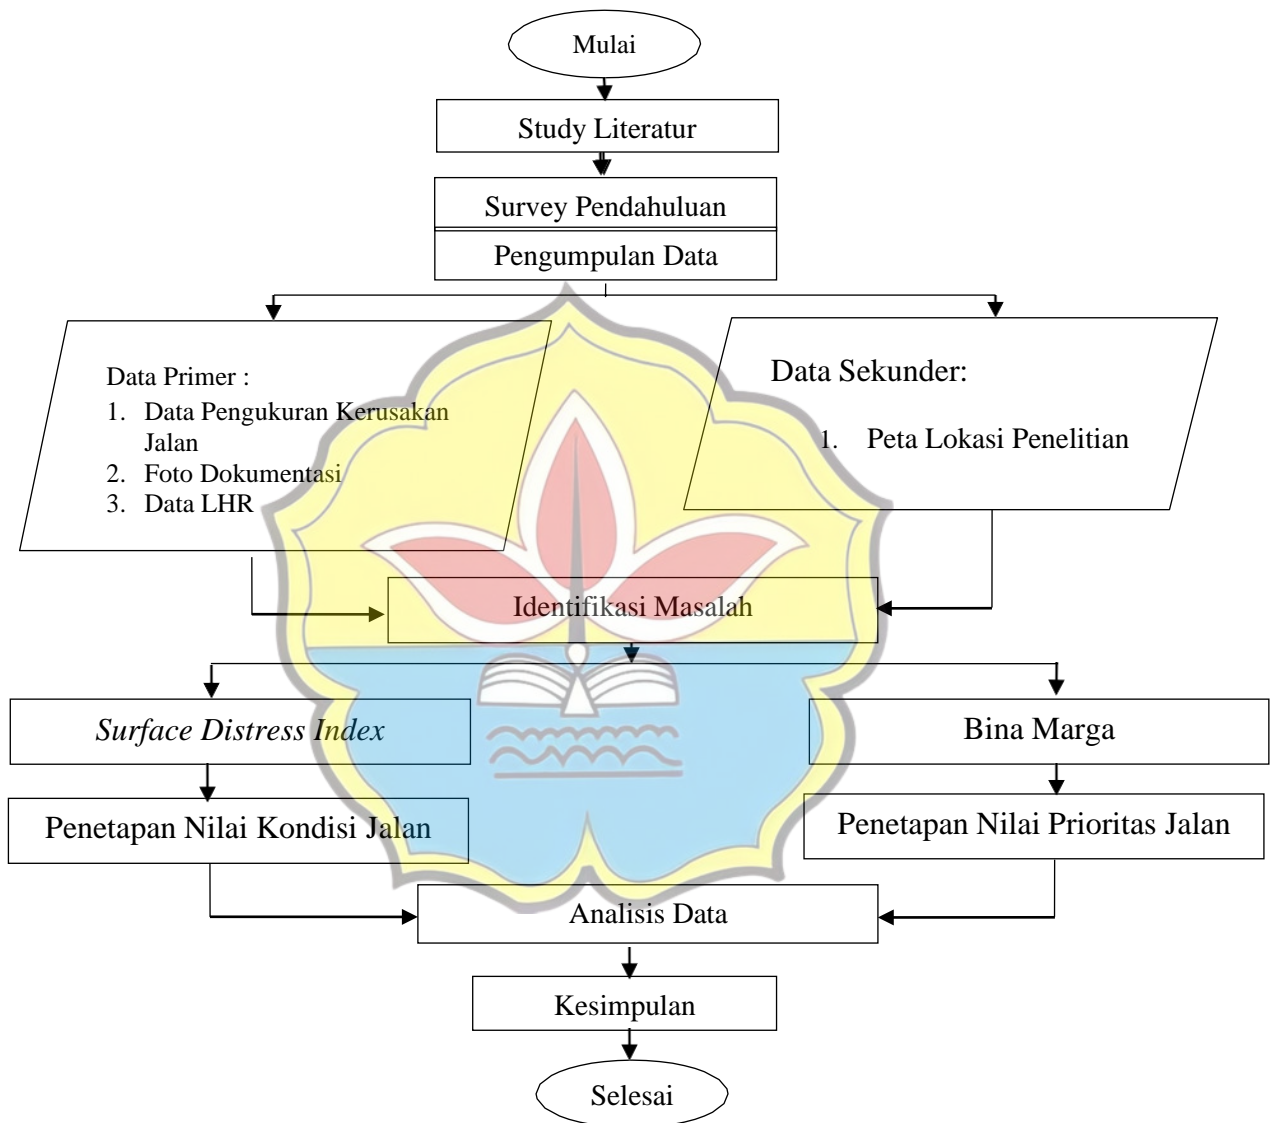 Mulai
Study Literatur
Survey Pendahuluan
Pengumpulan Data
Data Primer :
1. Data Pengukuran Kerusakan
Jalan
2. Foto Dokumentasi
3. Data LHR
Data Sekunder:
1. Peta Lokasi Penelitian
Identifikasi Masalah
Surface Distress Index
Bina Marga
Penetapan Nilai Kondisi Jalan
Penetapan Nilai Prioritas Jalan
Analisis Data
Kesimpulan
Selesai